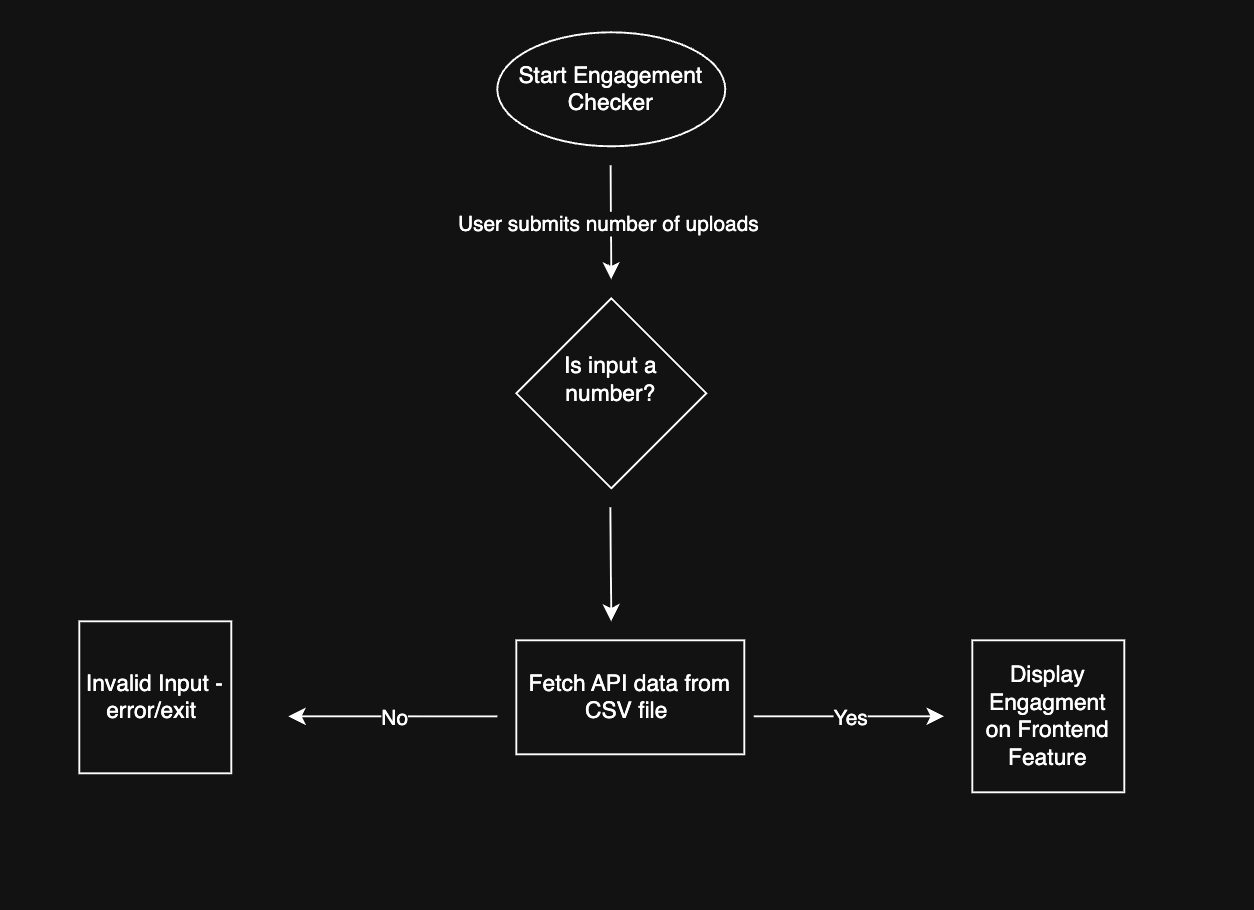 Start Engagement
Checker
User submits number of uploads
Is input a
number?
Invalid Input -
error/exit
No
Fetch API data from
CSV file
Yes
Display
Engagment
on Frontend
Feature